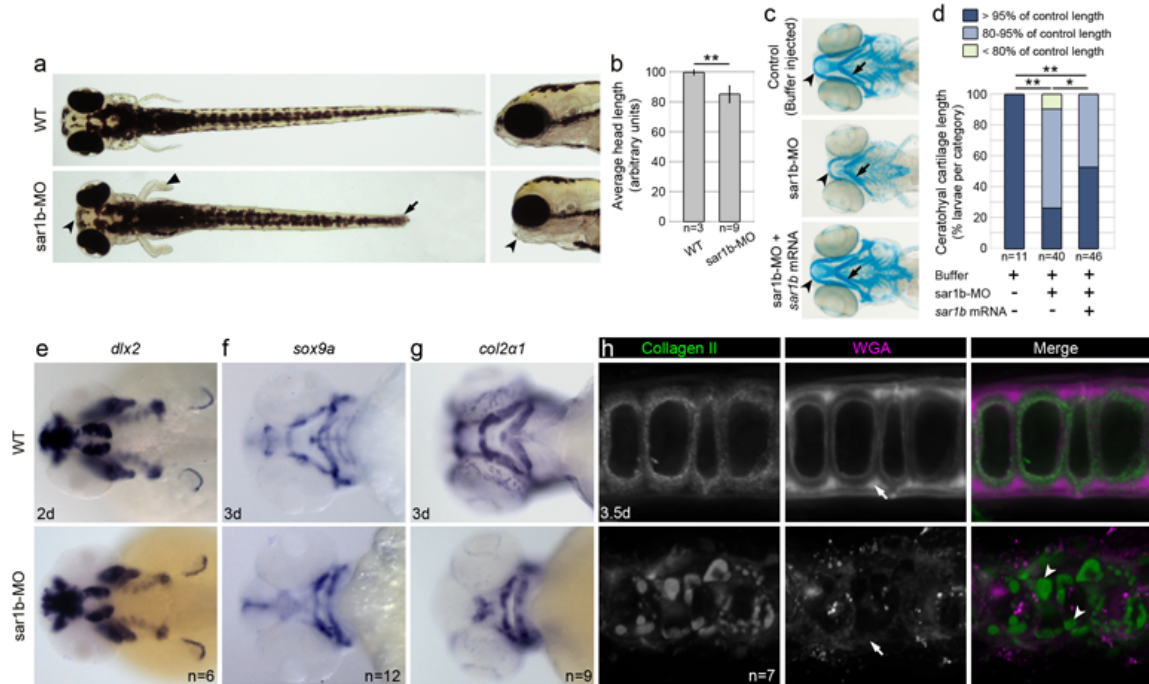 a
WT
sar1b-MO
b
Average head length
(arbitrary units)
**
100
80
60
40
20
0
n=3
n=9
WT
sar1b-MO
c
Control
(Buffer injected)
sar1b-MO
sar1b-MO +
sar1b mRNA
d
> 95% of control length
80-95% of control length
< 80% of control length
Ceratohyal cartilage length
(% larvae per category)
**
** *
100
80
60
40
20
0
n=11 n=40 n=46
Buffer + + +
sar1b-MO - + +
sar1b mRNA - - +
e
dlx2
f
sox9a
g
col2α1
h
Collagen II
WGA
Merge
WT
2d
3d
3d
3.5d
sar1b-MO
n=6
n=12
n=9
n=7